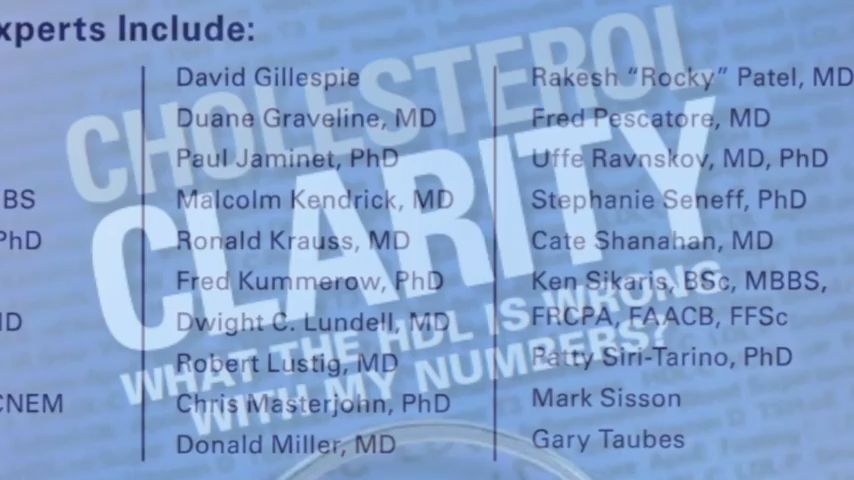 xperts Include:
BS
PhD
MD
CNEM
David Gillespie
Duane Graveline, MD
Paul Jaminet, PhD
Malcolm Kendrick, MD
Ronald Krauss, MD
Fred Kummerow, PhD
Dwight C. Lundell, MD
Robert Lustig, MD
Chris Masterjohn, PhD
Donald Miller, MD
Rakesh “Rocky” Patel, MD
Fred Pescatore, MD
Uffe Ravnskov, MD, PhD
Stephanie Seneff, PhD
Cate Shanahan, MD
Ken Sikaris, BSc, MBBS,
FRCPA, FAACB, FFSc
Patty Siri-Tarino, PhD
Mark Sisson
Gary Taubes
CHOLESTEROL
CLARITY
WHAT THE HDL IS WRONG
WITH MY NUMBERS?